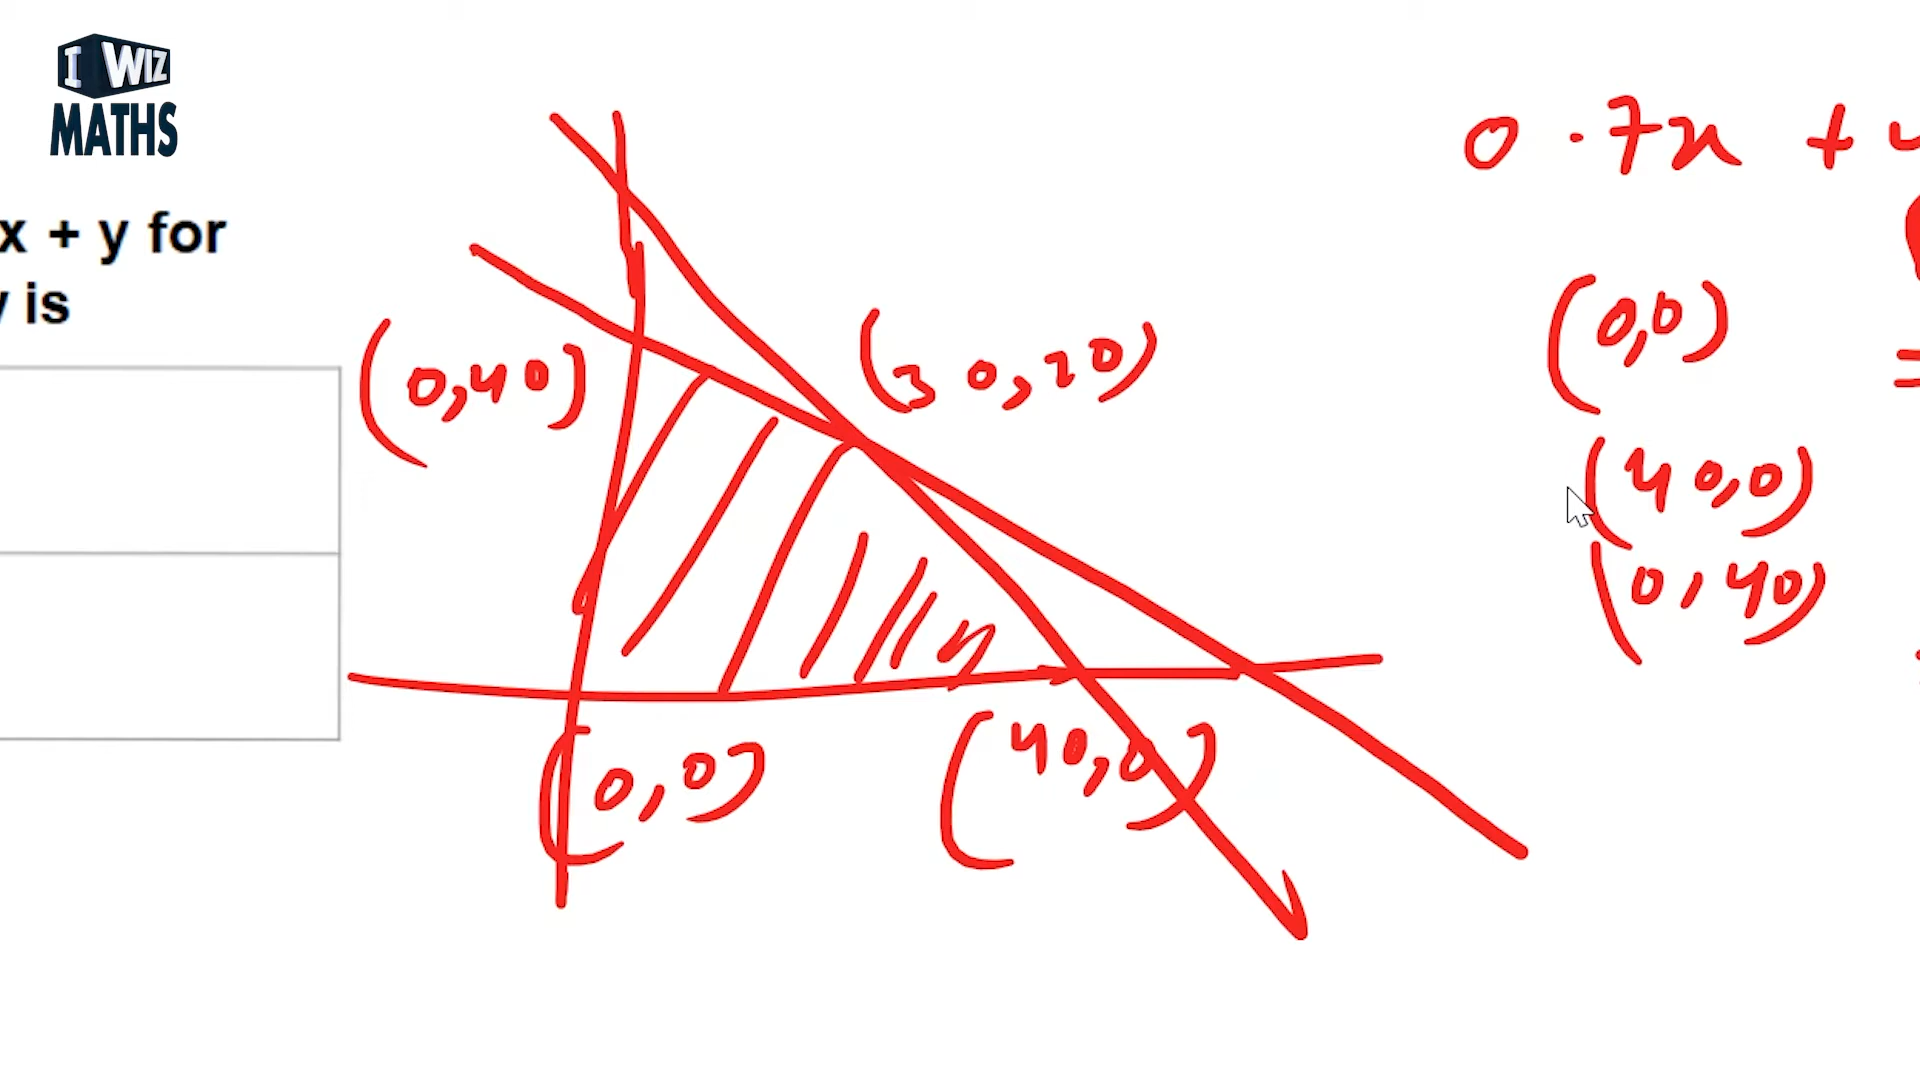 I WIZ
MATHS
x + y for
y is
0.7x +
(0,0)
=
(40,0)
(0,40)
(0,40)
(30,20)
(0,0)
(40,0)